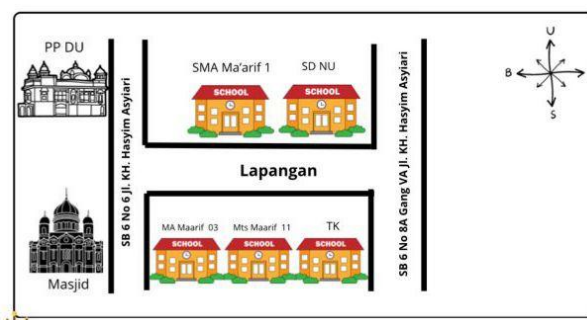 PP DU
SMA Ma'arif 1
SD NU
SCHOOL
SCHOOL
SB 6 No 6 Jl. KH. Hasyim Asyiari
Lapangan
SB 6 No 8A Gang VA Jl. KH. Hasyim Asyiari
U
B
S
MA Maarif 03
Mts Maarif 11
TK
SCHOOL
SCHOOL
SCHOOL
Masjid